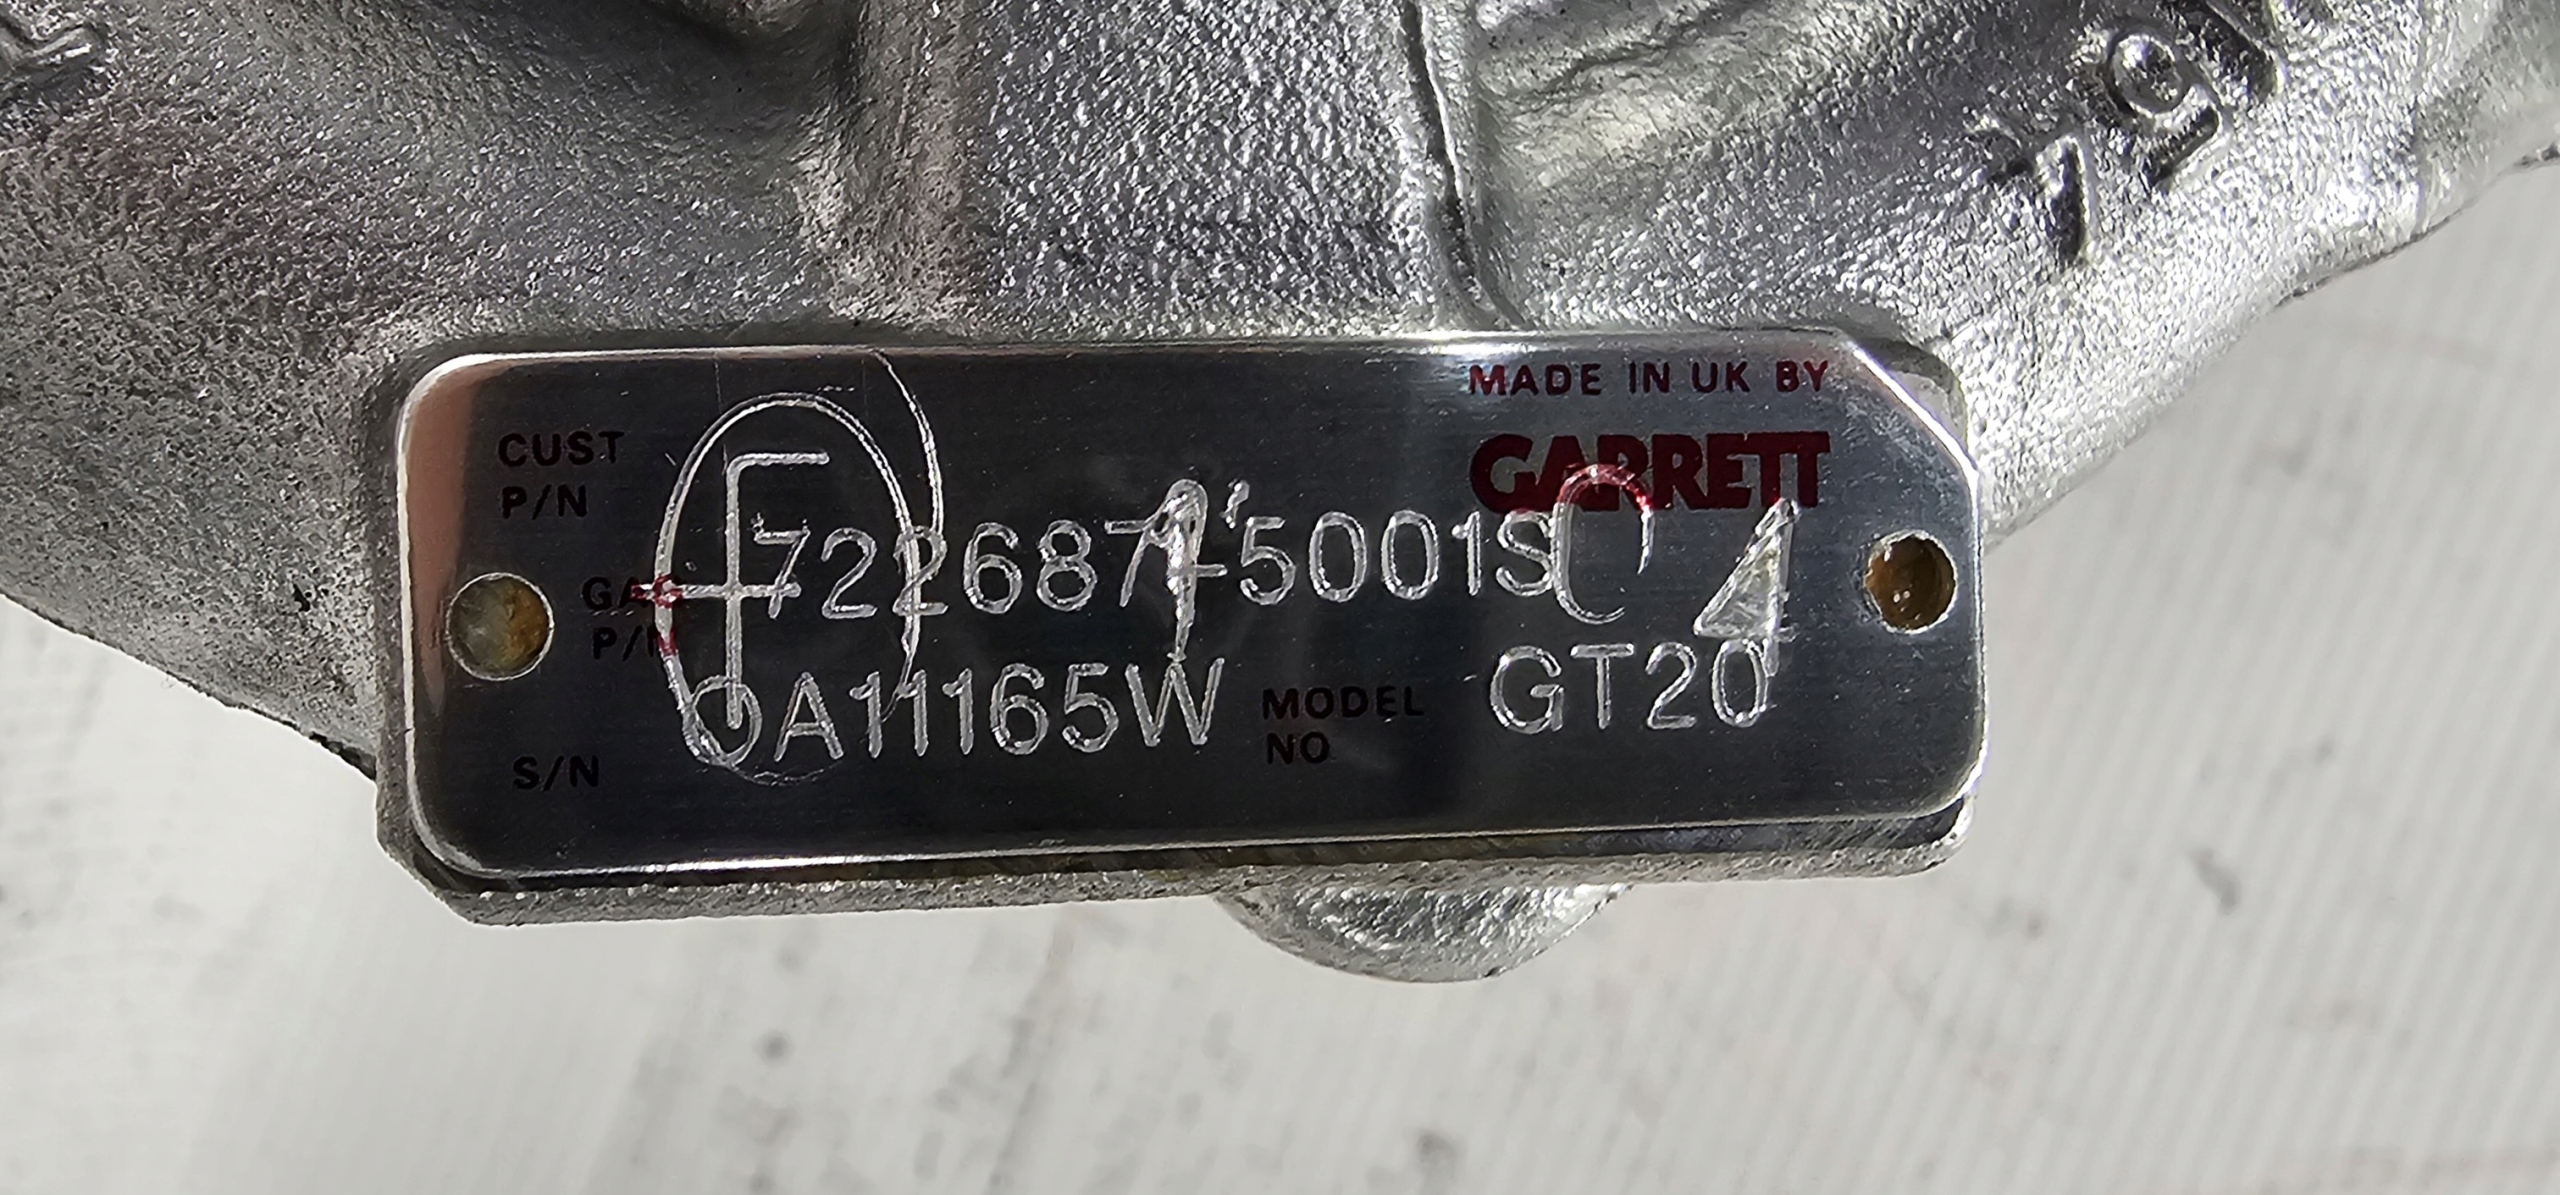 MADE IN UK BY
GARRETT
CUST
P/N
GAG
P/N
722687-5001S
S/N
OA11165W
MODEL
NO
GT20